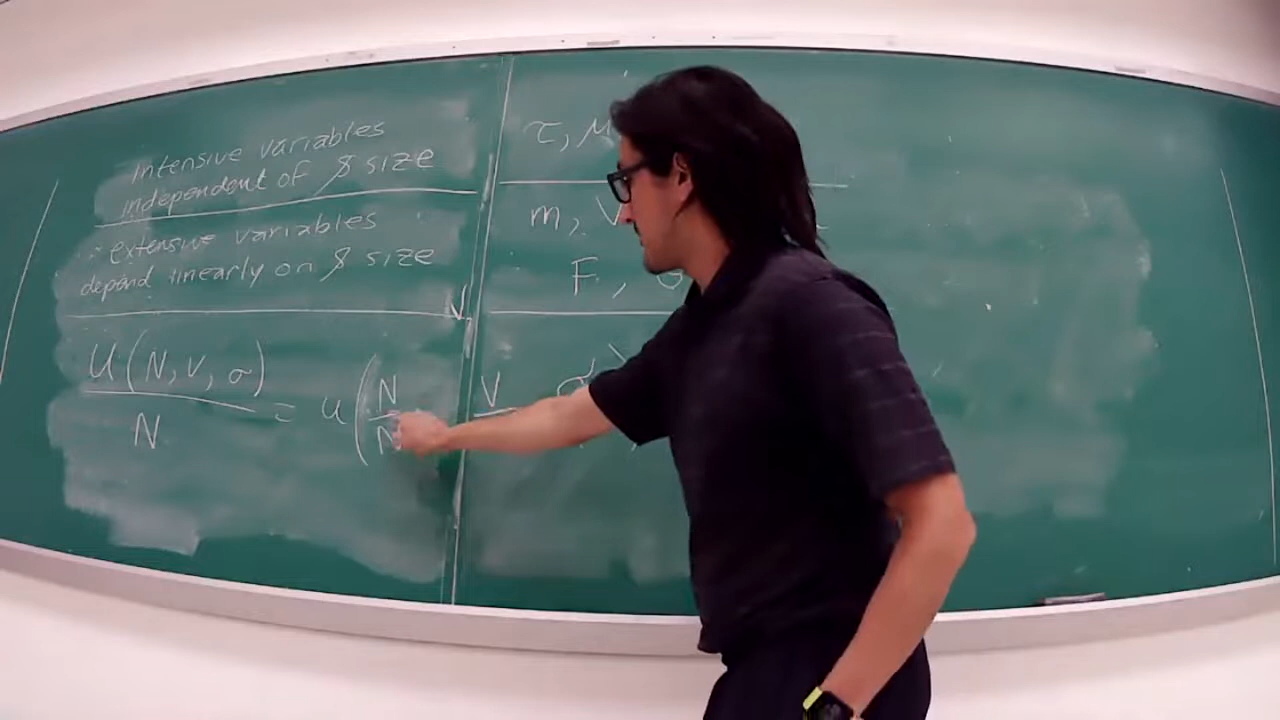 intensive variables
independent of $ size
extensive variables
depend linearly on $ size
U(N, V, σ)
N
= u(
N
N
V
σ
τ, μ
m, V
F, G
N